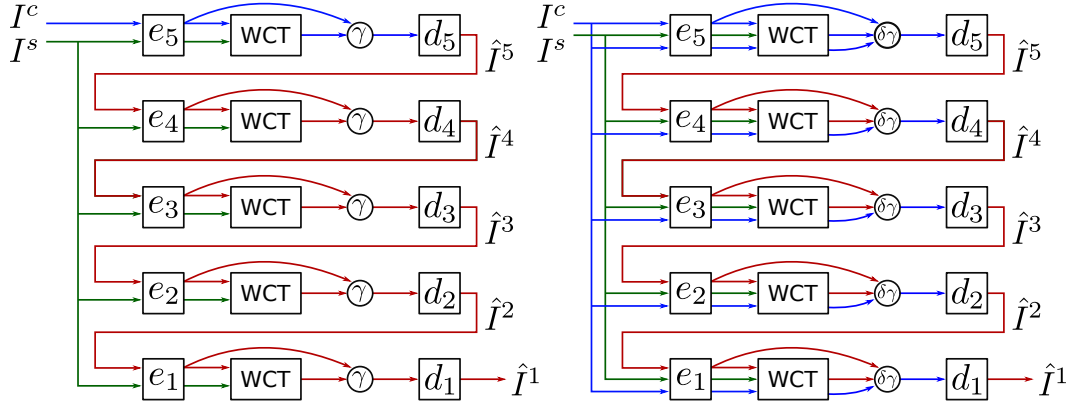 I^c
I^s
e_5 WCT γ d_5 Î^5
e_4 WCT γ d_4 Î^4
e_3 WCT γ d_3 Î^3
e_2 WCT γ d_2 Î^2
e_1 WCT γ d_1 Î^1
I^c
I^s
e_5 WCT δγ d_5 Î^5
e_4 WCT δγ d_4 Î^4
e_3 WCT δγ d_3 Î^3
e_2 WCT δγ d_2 Î^2
e_1 WCT δγ d_1 Î^1